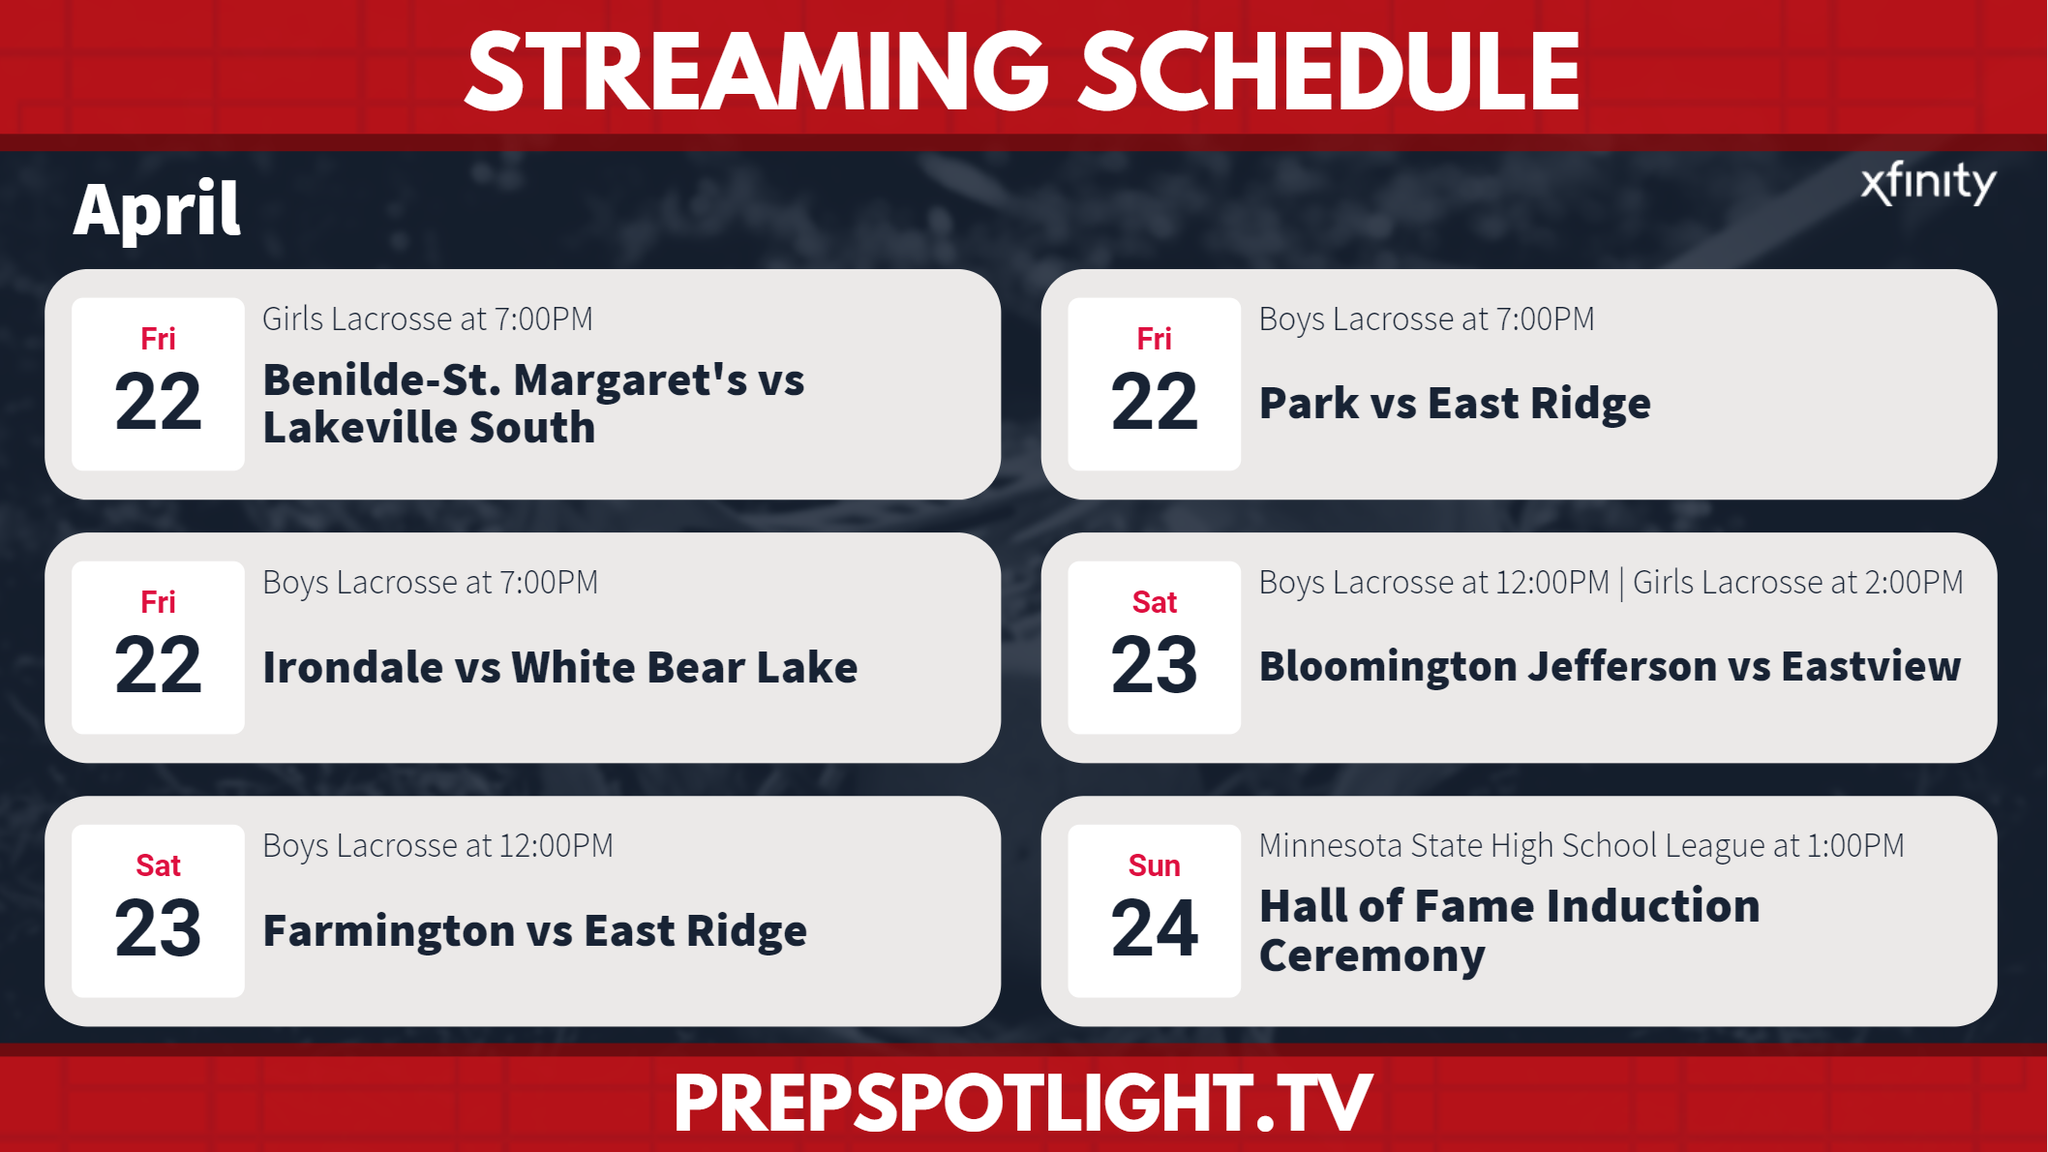 STREAMING SCHEDULE
April
xfinity
Fri
22
Girls Lacrosse at 7:00PM
Benilde-St. Margaret's vs
Lakeville South
Fri
22
Boys Lacrosse at 7:00PM
Park vs East Ridge
Fri
22
Boys Lacrosse at 7:00PM
Irondale vs White Bear Lake
Sat
23
Boys Lacrosse at 12:00PM | Girls Lacrosse at 2:00PM
Bloomington Jefferson vs Eastview
Sat
23
Boys Lacrosse at 12:00PM
Farmington vs East Ridge
Sun
24
Minnesota State High School League at 1:00PM
Hall of Fame Induction
Ceremony
PREPSPOTLIGHT.TV